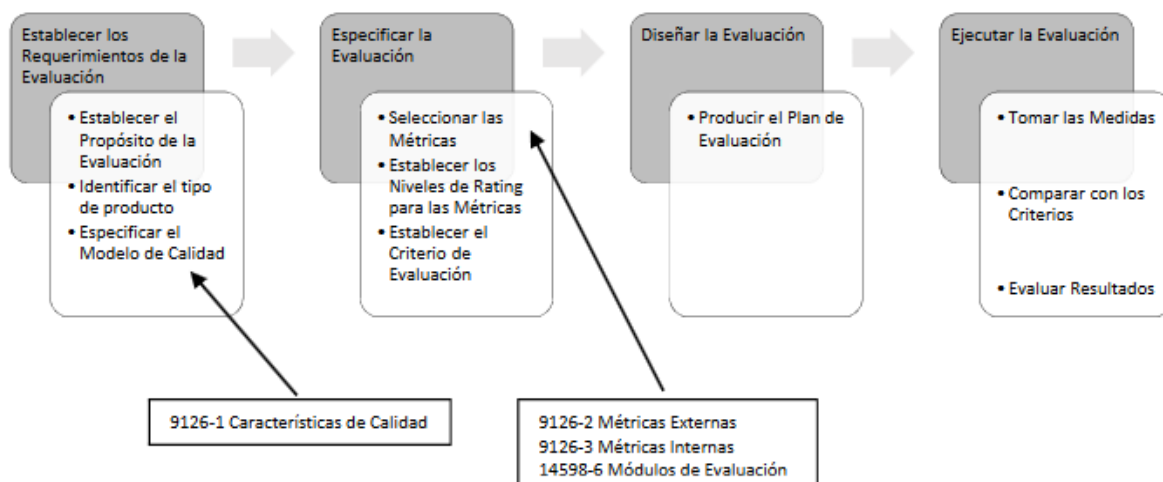 Establecer los
Requerimientos de la
Evaluación
• Establecer el
Propósito de la
Evaluación
• Identificar el tipo
de producto
• Especificar el
Modelo de Calidad
Especificar la
Evaluación
• Seleccionar las
Métricas
• Establecer los
Niveles de Rating
para las Métricas
• Establecer el
Criterio de
Evaluación
Diseñar la Evaluación
• Producir el Plan de
Evaluación
Ejecutar la Evaluación
• Tomar las Medidas
• Comparar con los
Criterios
• Evaluar Resultados
9126-1 Características de Calidad
9126-2 Métricas Externas
9126-3 Métricas Internas
14598-6 Módulos de Evaluación